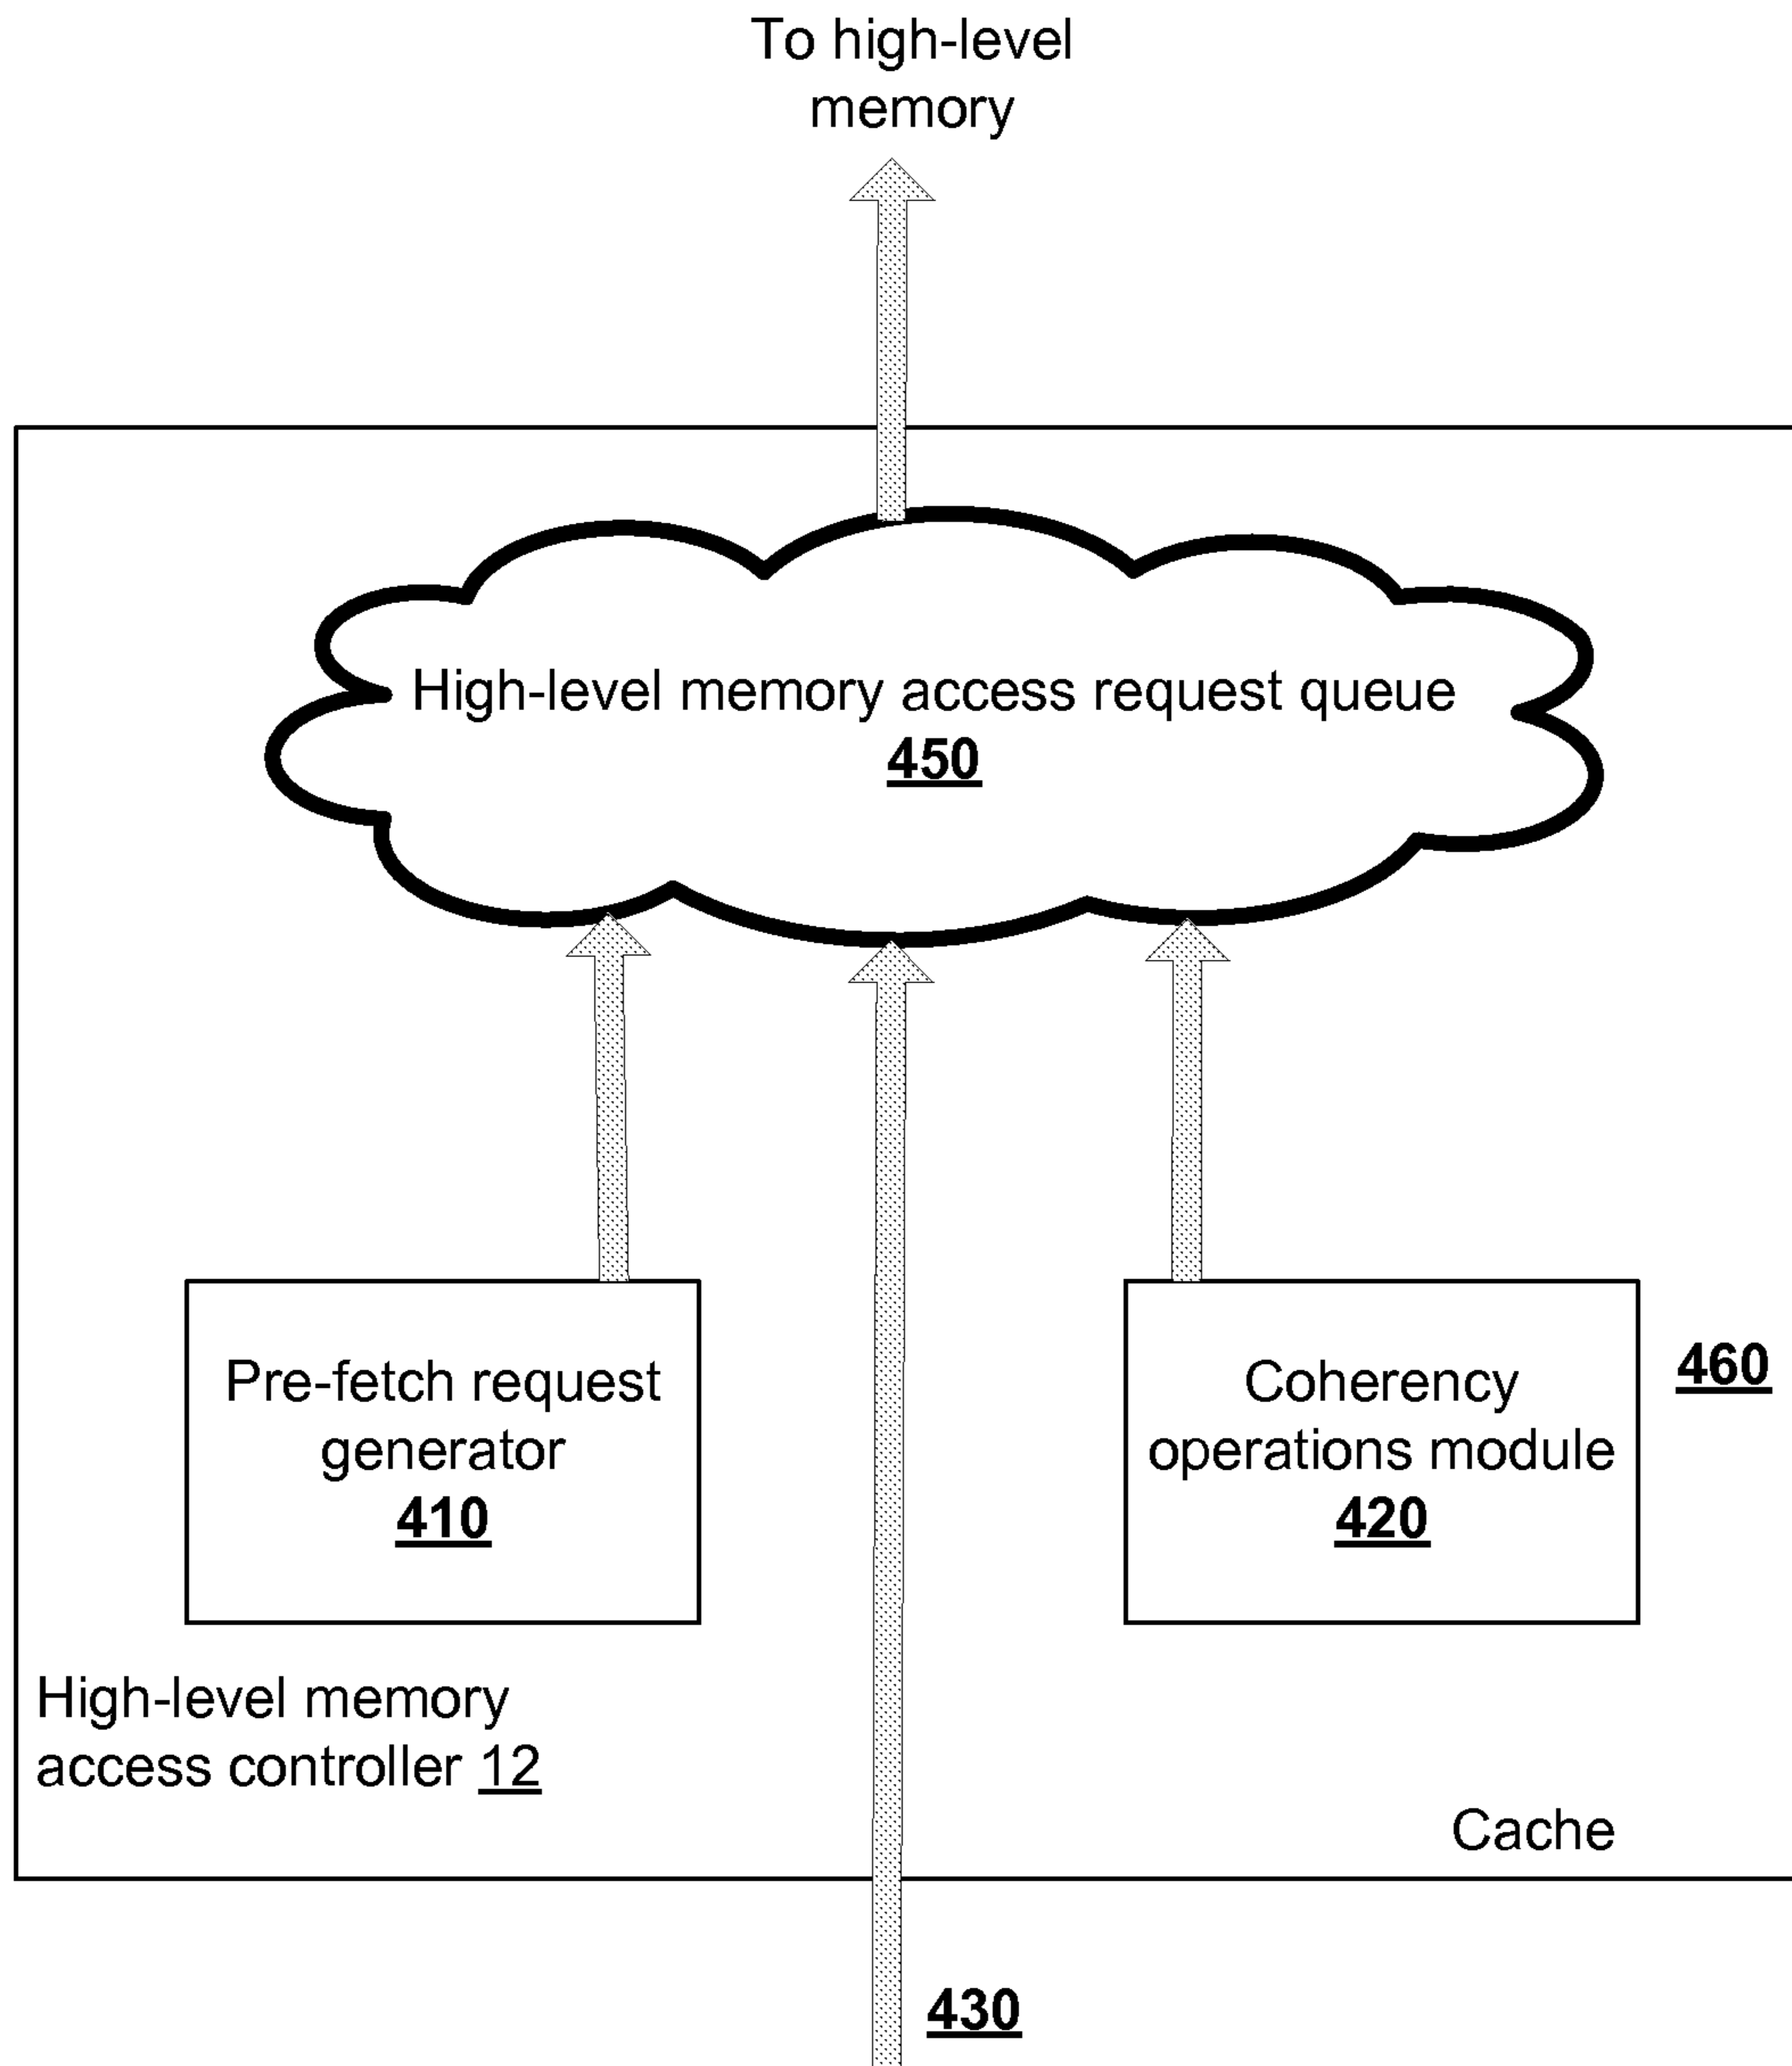 To high-level
memory
High-level memory access request queue
450
Pre-fetch request
generator
410
Coherency
operations module
420
460
High-level memory
access controller 12
Cache
430